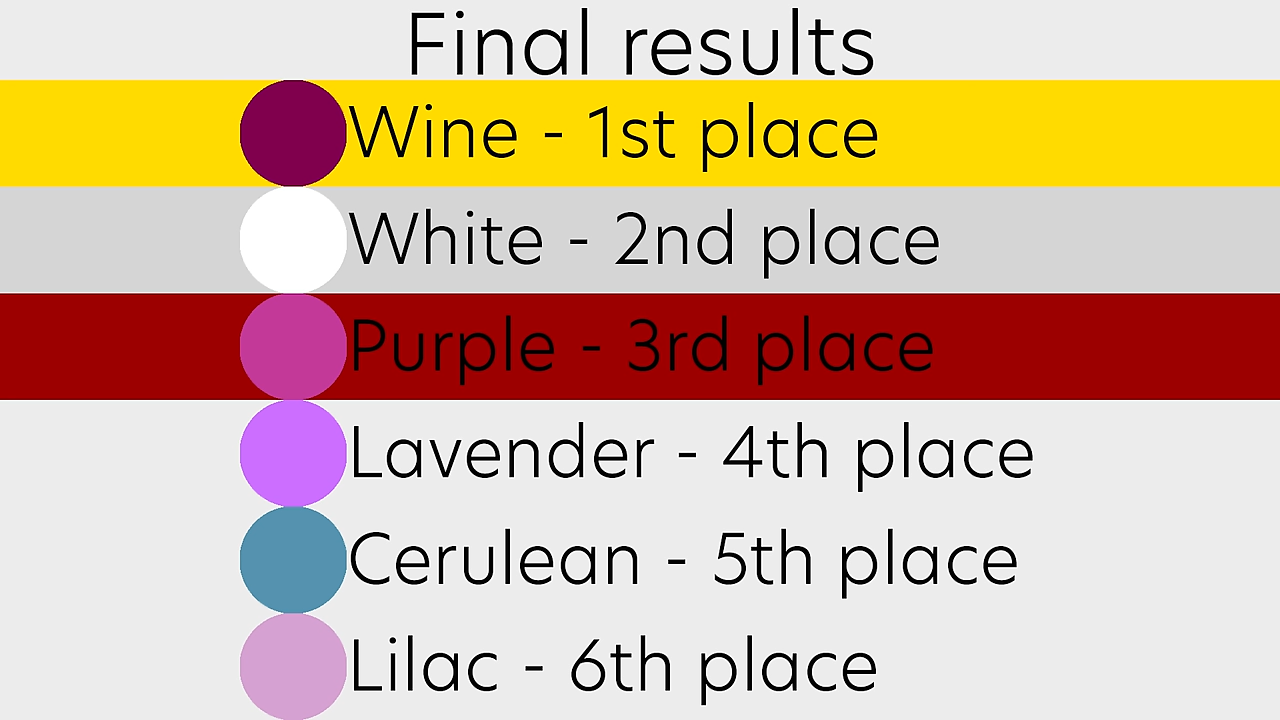 Final results
Wine - 1st place
White - 2nd place
Purple - 3rd place
Lavender - 4th place
Cerulean - 5th place
Lilac - 6th place